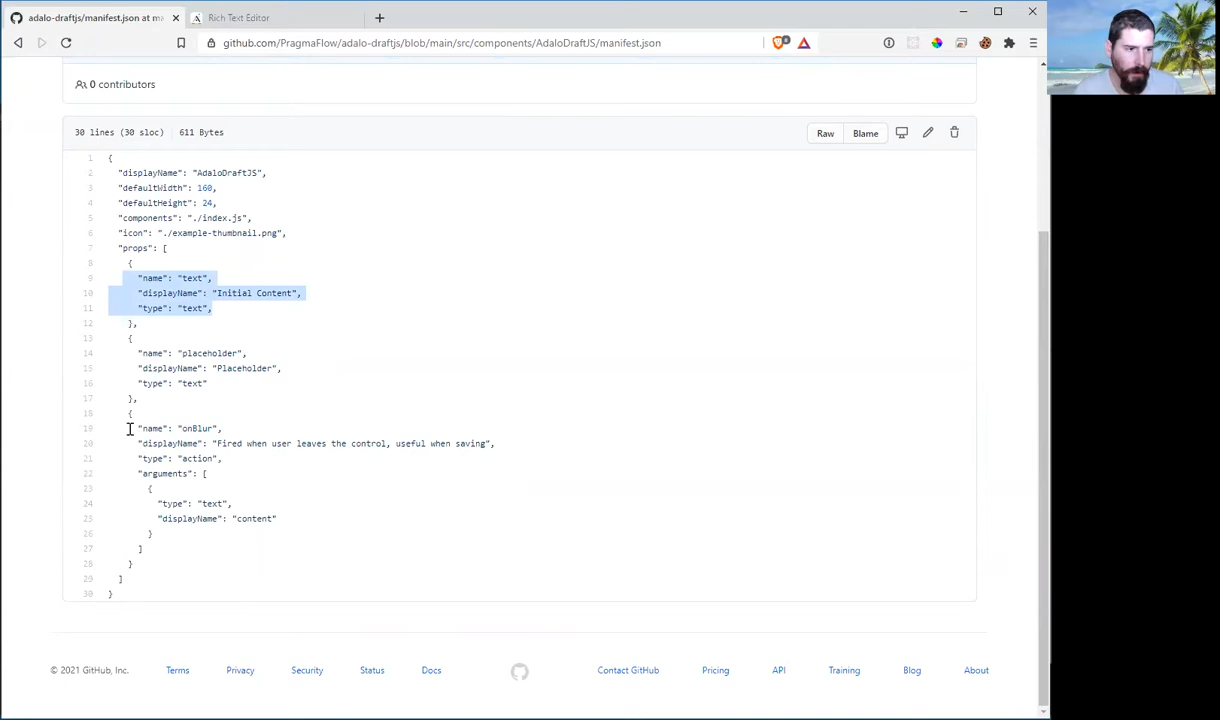 adalo-draftjs/manifest.json at m
Rich Text Editor
github.com/PragmaFlow/adalo-draftjs/blob/main/src/components/AdaloDraftJS/manifest.json
0 contributors
30 lines (30 sloc) 611 Bytes
Raw Blame
1 {
2 "displayName": "AdaloDraftJS",
3 "defaultWidth": 160,
4 "defaultHeight": 24,
5 "components": "./index.js",
6 "icon": "./example-thumbnail.png",
7 "props": [
8 {
9 "name": "text",
10 "displayName": "Initial Content",
11 "type": "text",
12 },
13 {
14 "name": "placeholder",
15 "displayName": "Placeholder",
16 "type": "text"
17 },
18 {
19 "name": "onBlur",
20 "displayName": "Fired when user leaves the control, useful when saving",
21 "type": "action",
22 "arguments": [
23 {
24 "type": "text",
25 "displayName": "content"
26 }
27 ]
28 }
29 ]
30 }
© 2021 GitHub, Inc. Terms Privacy Security Status Docs Contact GitHub Pricing API Training Blog About